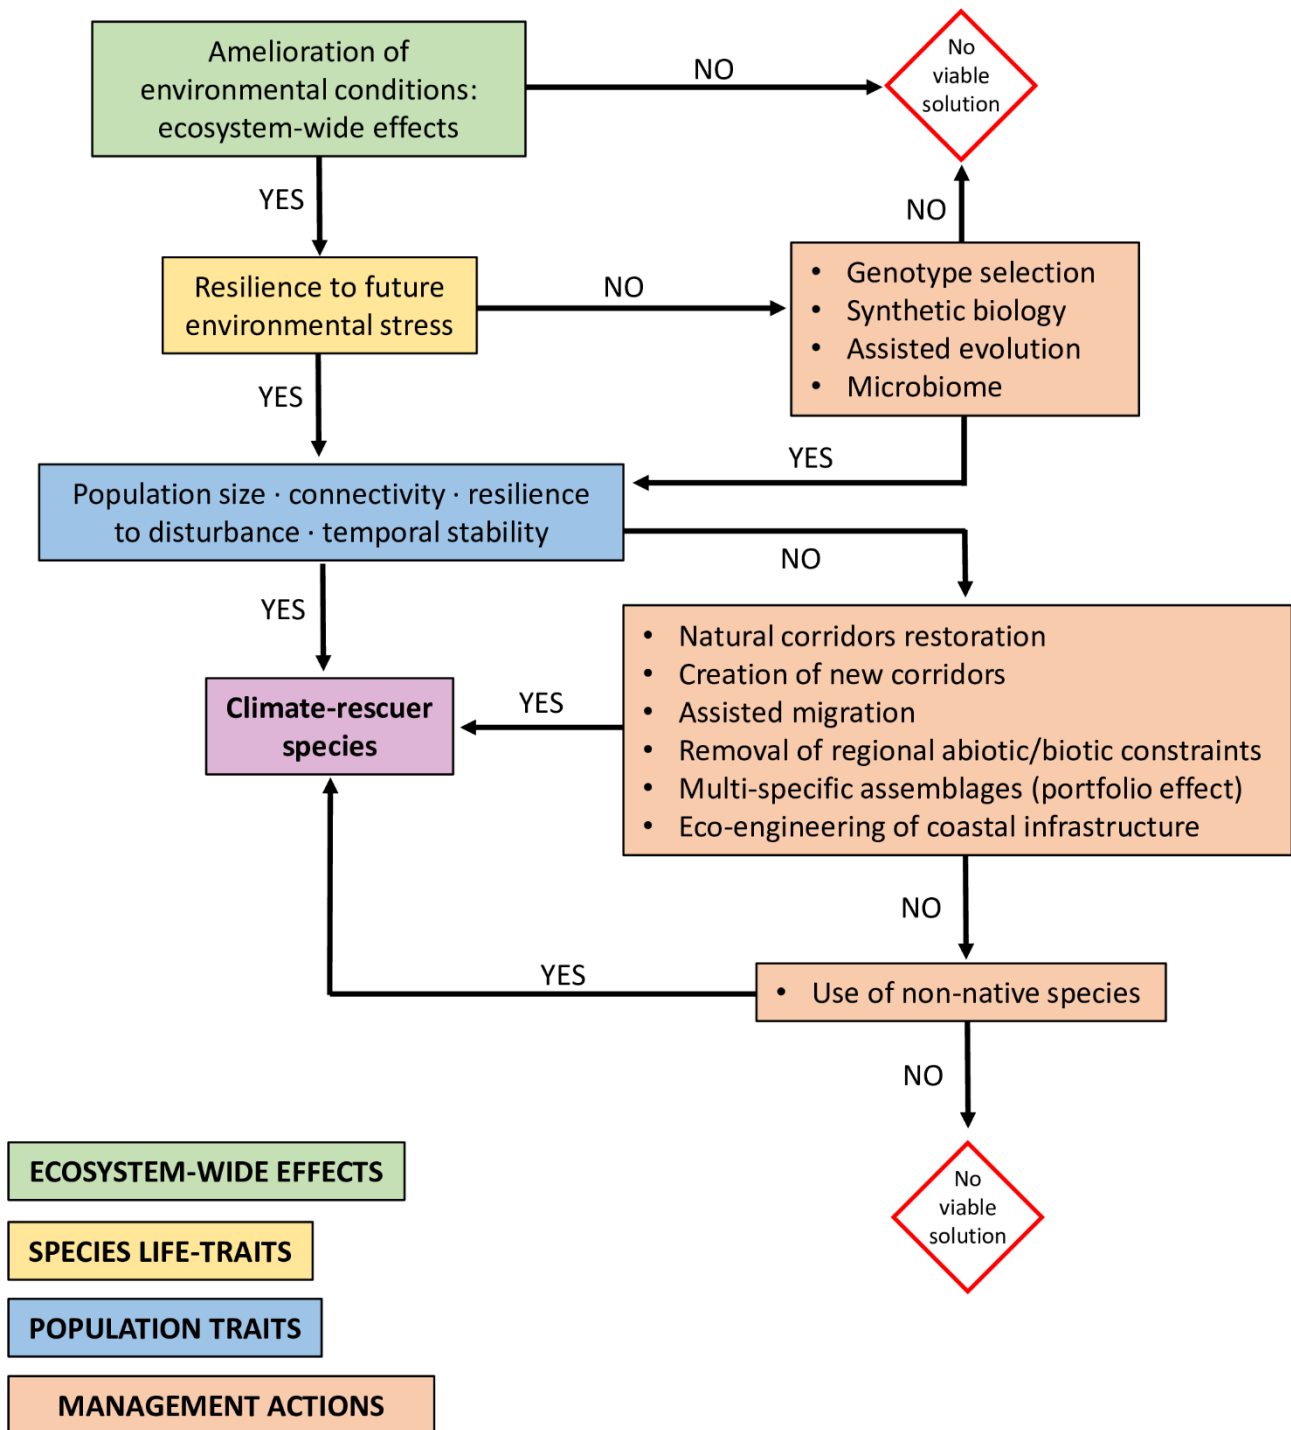 Amelioration of
environmental conditions:
ecosystem-wide effects
NO
No
viable
solution
YES
NO
Resilience to future
environmental stress
NO
• Genotype selection
• Synthetic biology
• Assisted evolution
• Microbiome
YES
YES
Population size · connectivity · resilience
to disturbance · temporal stability
NO
YES
• Natural corridors restoration
• Creation of new corridors
• Assisted migration
• Removal of regional abiotic/biotic constraints
• Multi-specific assemblages (portfolio effect)
• Eco-engineering of coastal infrastructure
YES
Climate-rescuer
species
NO
YES
• Use of non-native species
NO
No
viable
solution
ECOSYSTEM-WIDE EFFECTS
SPECIES LIFE-TRAITS
POPULATION TRAITS
MANAGEMENT ACTIONS